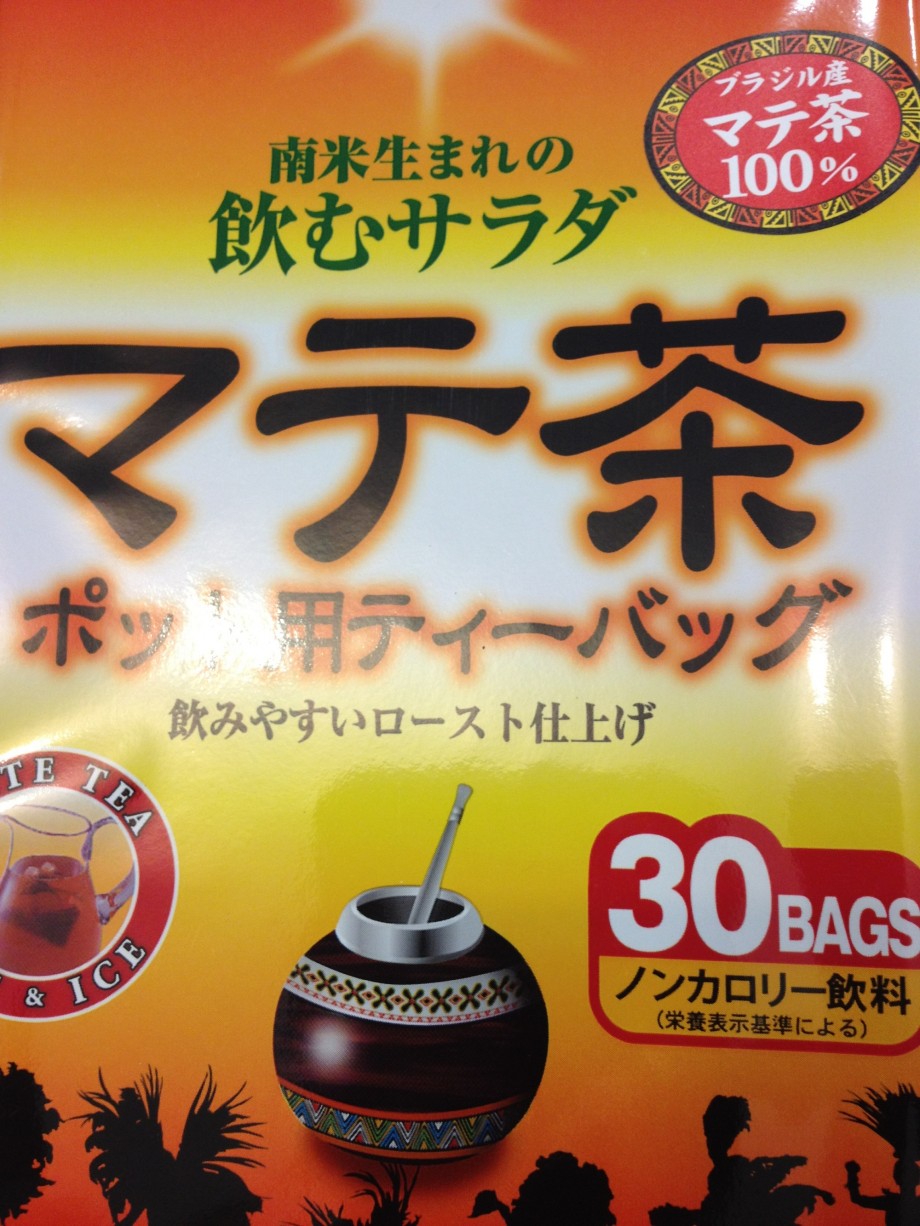 ブラジル産
マテ茶
100%
南米生まれの
飲むサラダ
マテ茶
ポット用ティーバッグ
飲みやすいロースト仕上げ
TE TEA
& ICE
30BAGS
ノンカロリー飲料
(栄養表示基準による)